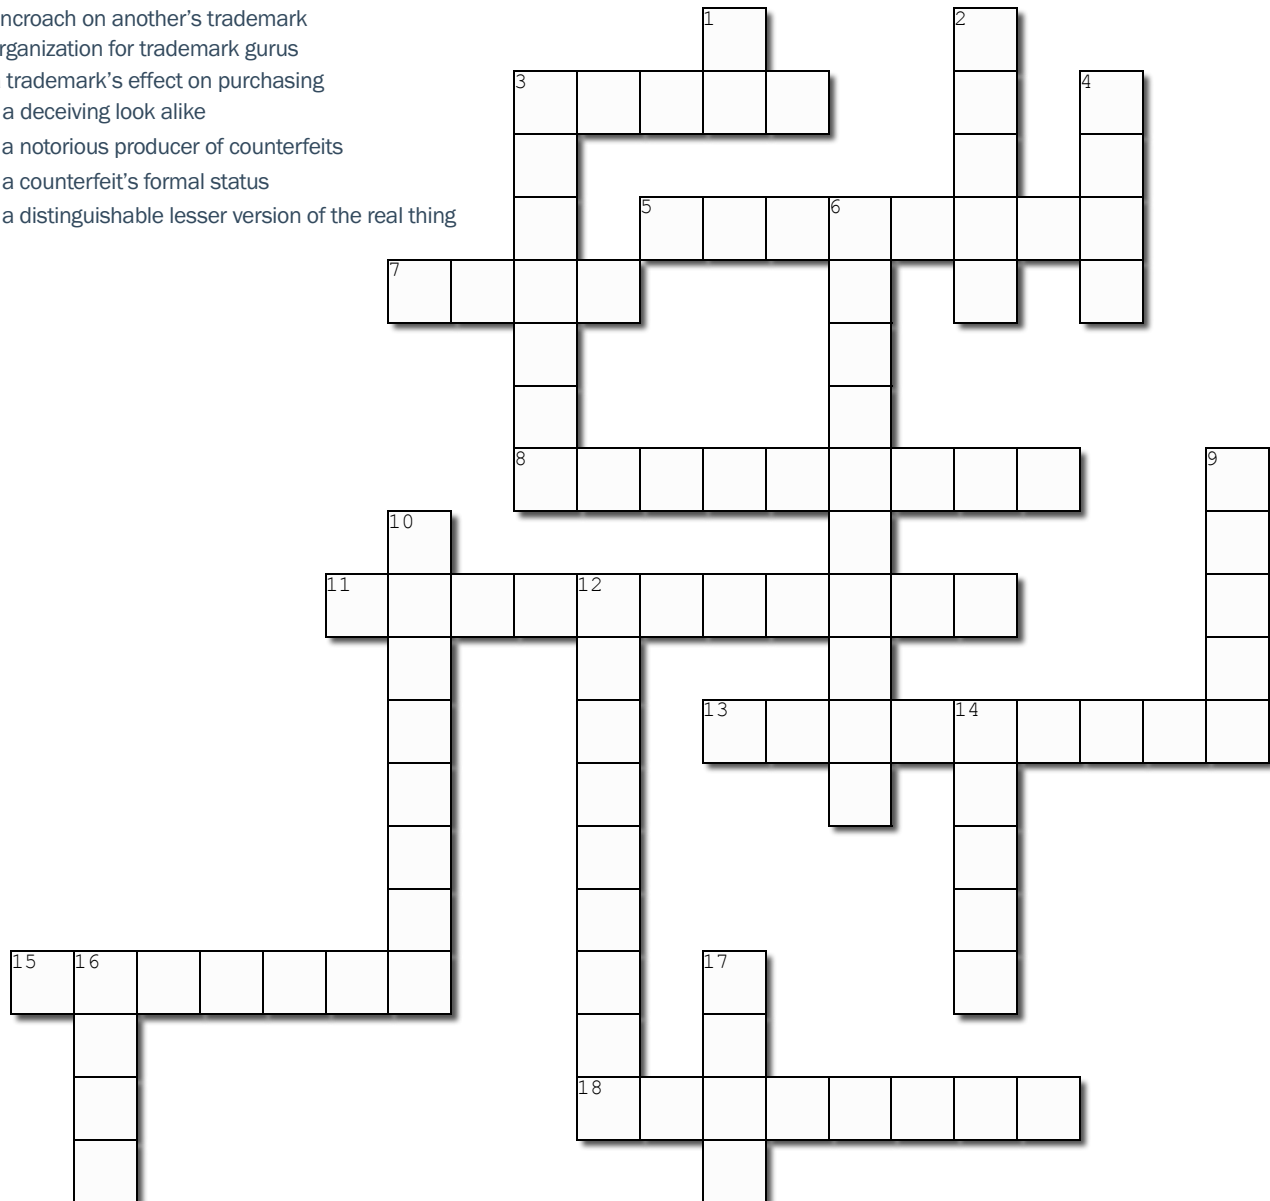 ncroach on another's trademark
rganization for trademark gurus
trademark's effect on purchasing
a deceiving look alike
a notorious producer of counterfeits
a counterfeit's formal status
a distinguishable lesser version of the real thing
1
2
3
4
5
6
7
8
9
10
11
12
13
14
15
16
17
18